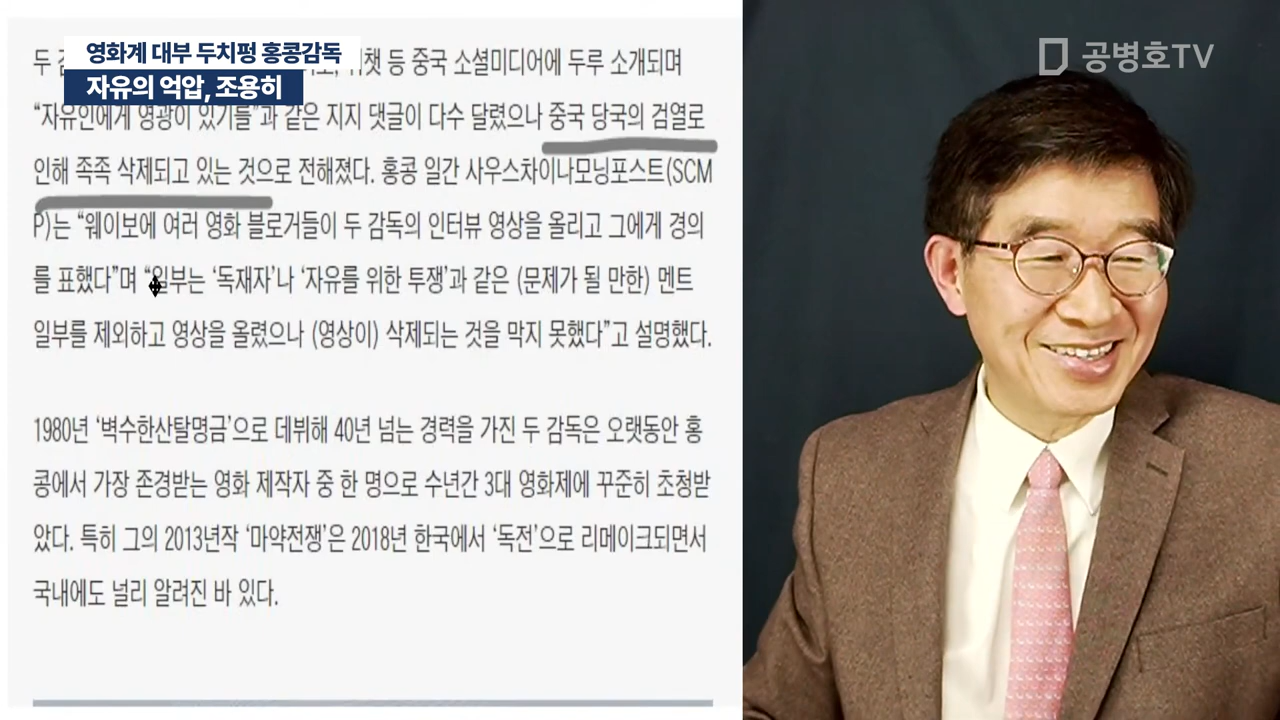 영화계 대부 두치펑 홍콩감독
자유의 억압, 조용히
공병호TV
두 등 중국 소셜미디어에 두루 소개되며
“자유인에게 영광이 있기를”과 같은 지지 댓글이 다수 달렸으나 중국 당국의 검열로
인해 족족 삭제되고 있는 것으로 전해졌다. 홍콩 일간 사우스차이나모닝포스트(SCM
P)는 “웨이보에 여러 영화 블로거들이 두 감독의 인터뷰 영상을 올리고 그에게 경의
를 표했다”며 “일부는 ‘독재자’나 ‘자유를 위한 투쟁’과 같은 (문제가 될 만한) 멘트
일부를 제외하고 영상을 올렸으나 (영상이) 삭제되는 것을 막지 못했다”고 설명했다.
1980년 ‘벽수한산탈명금’으로 데뷔해 40년 넘는 경력을 가진 두 감독은 오랫동안 홍
콩에서 가장 존경받는 영화 제작자 중 한 명으로 수년간 3대 영화제에 꾸준히 초청받
았다. 특히 그의 2013년작 ‘마약전쟁’은 2018년 한국에서 ‘독전’으로 리메이크되면서
국내에도 널리 알려진 바 있다.